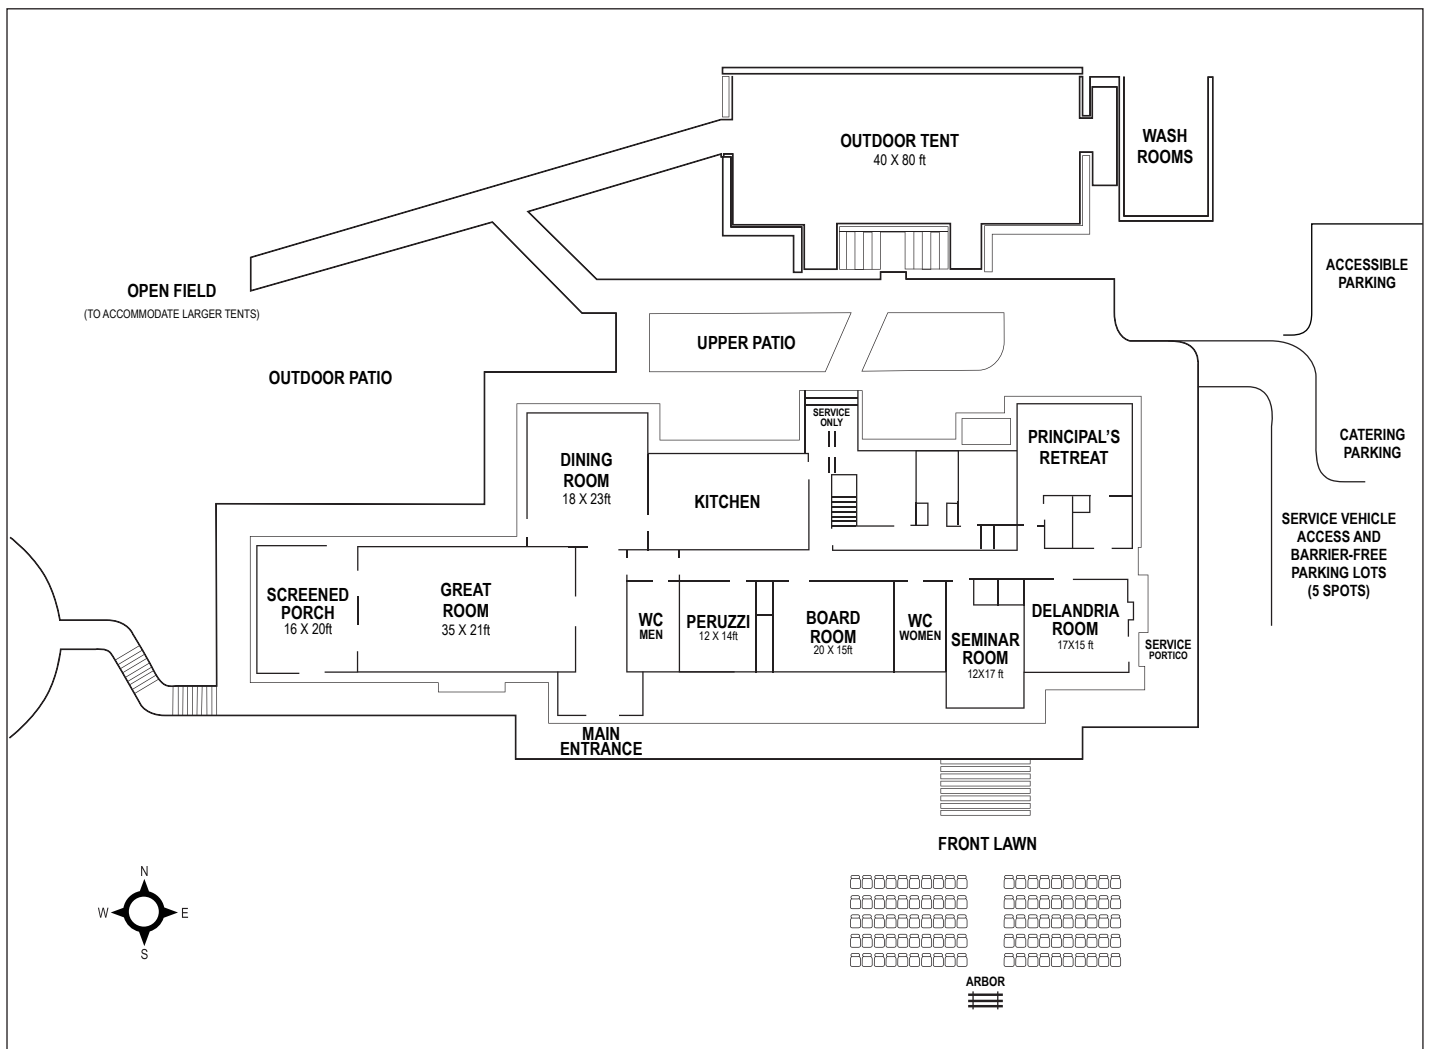 OUTDOOR TENT
40 X 80 ft
WASH
ROOMS
ACCESSIBLE
PARKING
OPEN FIELD
(TO ACCOMMODATE LARGER TENTS)
UPPER PATIO
OUTDOOR PATIO
SERVICE
ONLY
PRINCIPAL'S
RETREAT
CATERING
PARKING
DINING
ROOM
18 X 23ft
KITCHEN
SERVICE VEHICLE
ACCESS AND
BARRIER-FREE
PARKING LOTS
(5 SPOTS)
SCREENED
PORCH
16 X 20ft
GREAT
ROOM
35 X 21ft
WC
MEN
PERUZZI
12 X 14ft
BOARD
ROOM
20 X 15ft
WC
WOMEN
SEMINAR
ROOM
12X17 ft
DELANDRIA
ROOM
17X15 ft
SERVICE
PORTICO
MAIN
ENTRANCE
FRONT LAWN
N
W
E
S
ARBOR